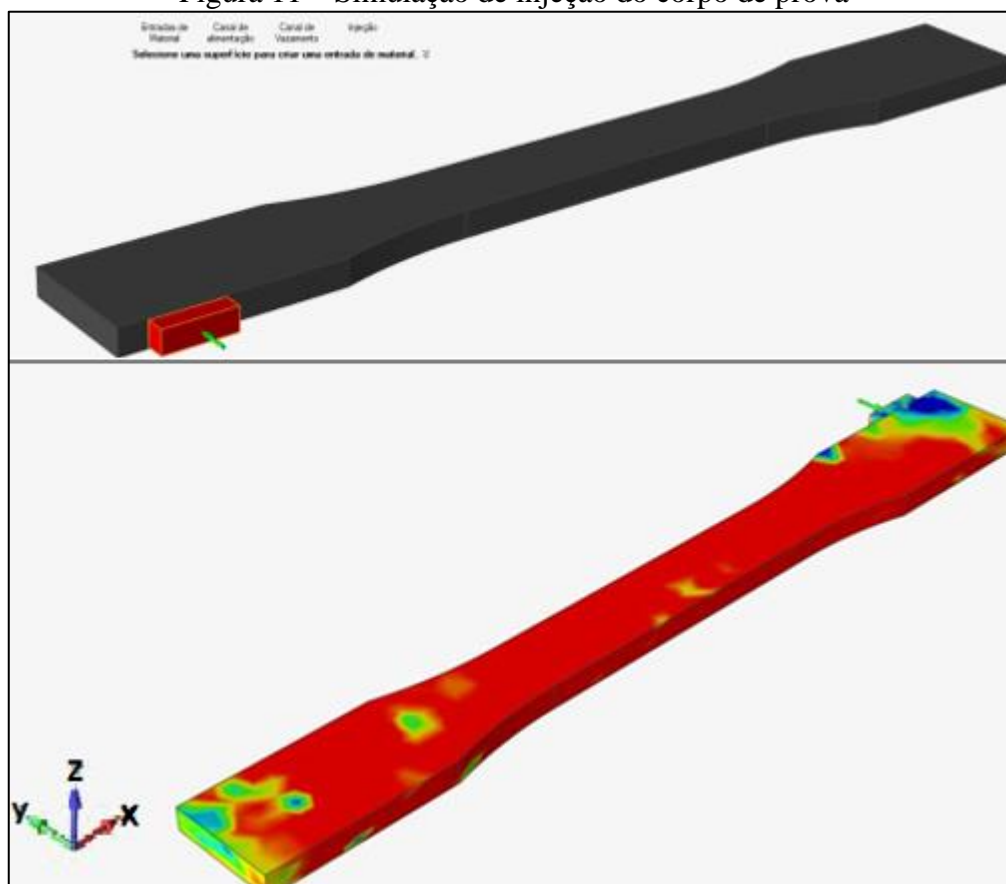 Figura 11 – Simulação de injeção do corpo de prova
Entradas de Material
Canal de alimentação
Canal de Vazamento
Injeção
Selecione uma superfície para criar uma entrada de material.
Z
Y
X